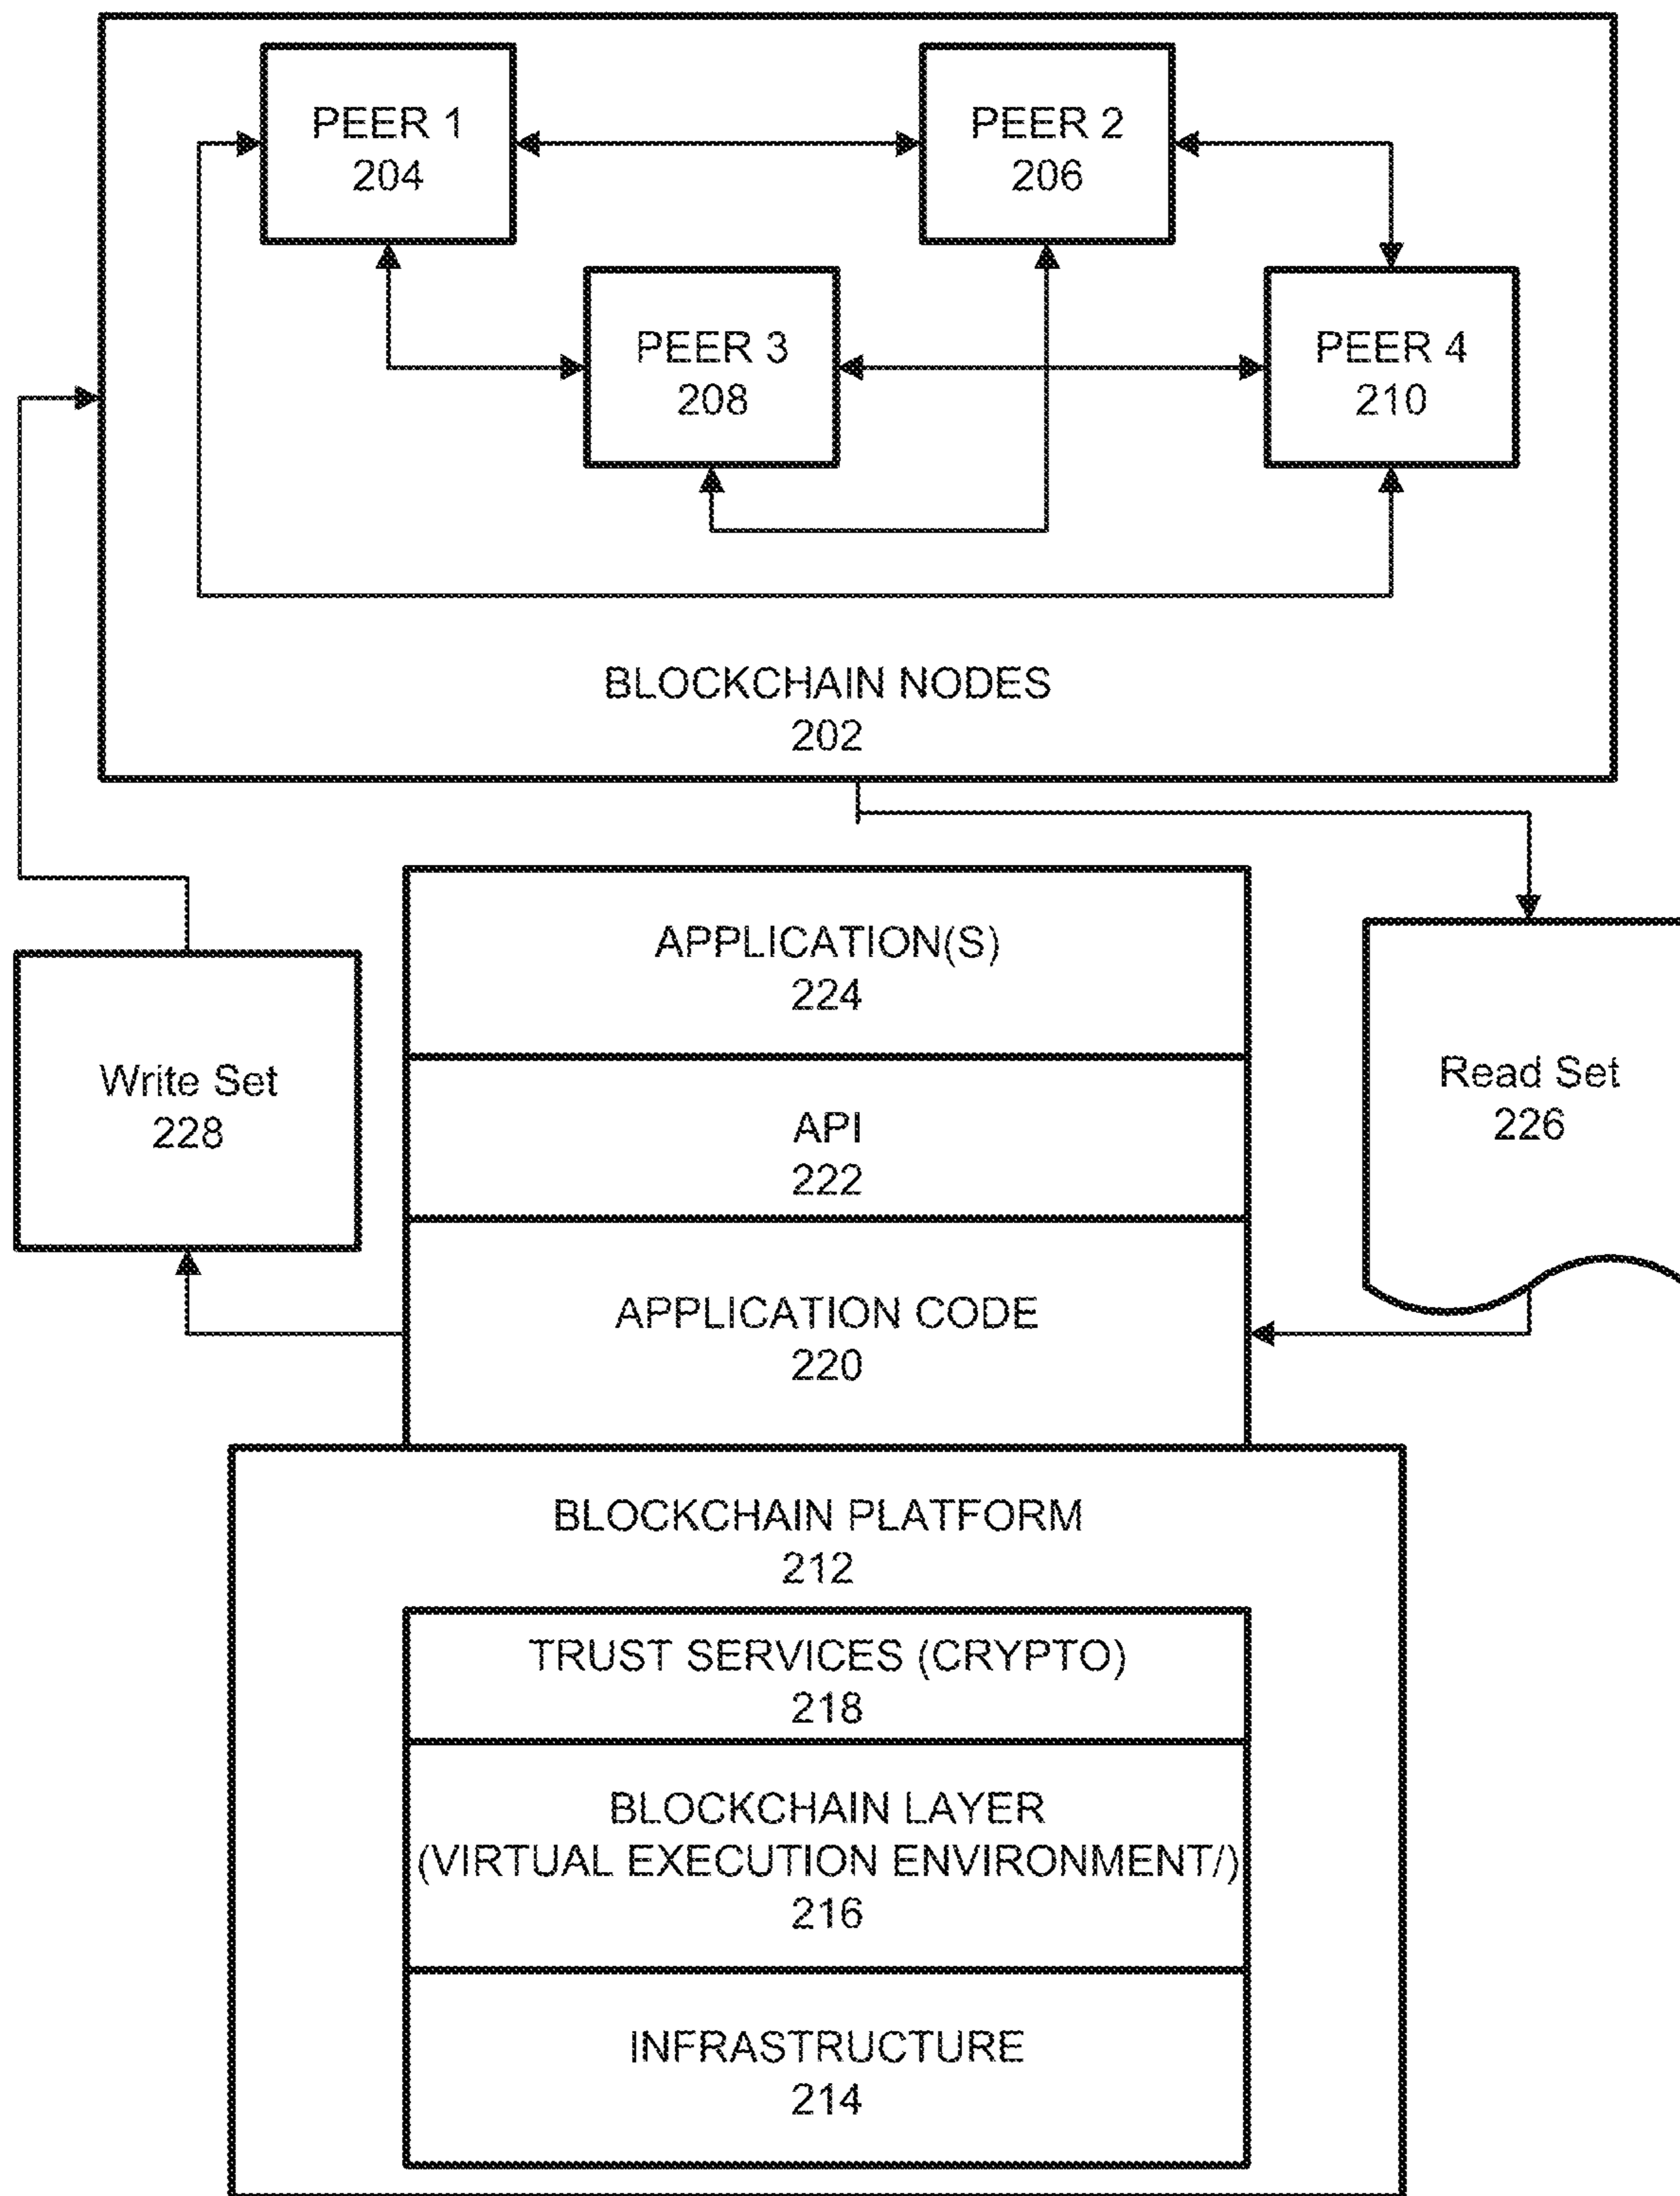 PEER 1
204
PEER 2
206
PEER 3
208
PEER 4
210
BLOCKCHAIN NODES
202
APPLICATION(S)
224
Write Set
228
API
222
Read Set
226
APPLICATION CODE
220
BLOCKCHAIN PLATFORM
212
TRUST SERVICES (CRYPTO)
218
BLOCKCHAIN LAYER
(VIRTUAL EXECUTION ENVIRONMENT/)
216
INFRASTRUCTURE
214